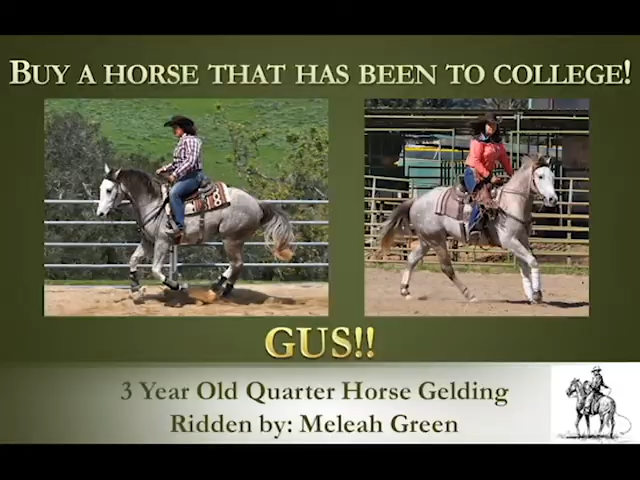 BUY A HORSE THAT HAS BEEN TO COLLEGE!
GUS!!
3 Year Old Quarter Horse Gelding
Ridden by: Meleah Green